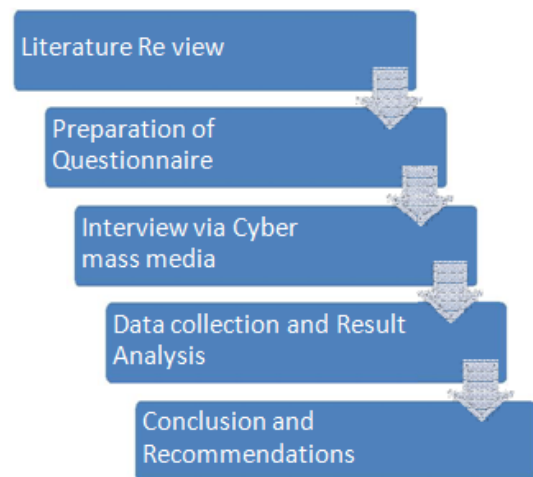 Literature Re view
Preparation of
Questionnaire
Interview via Cyber
mass media
Data collection and Result
Analysis
Conclusion and
Recommendations